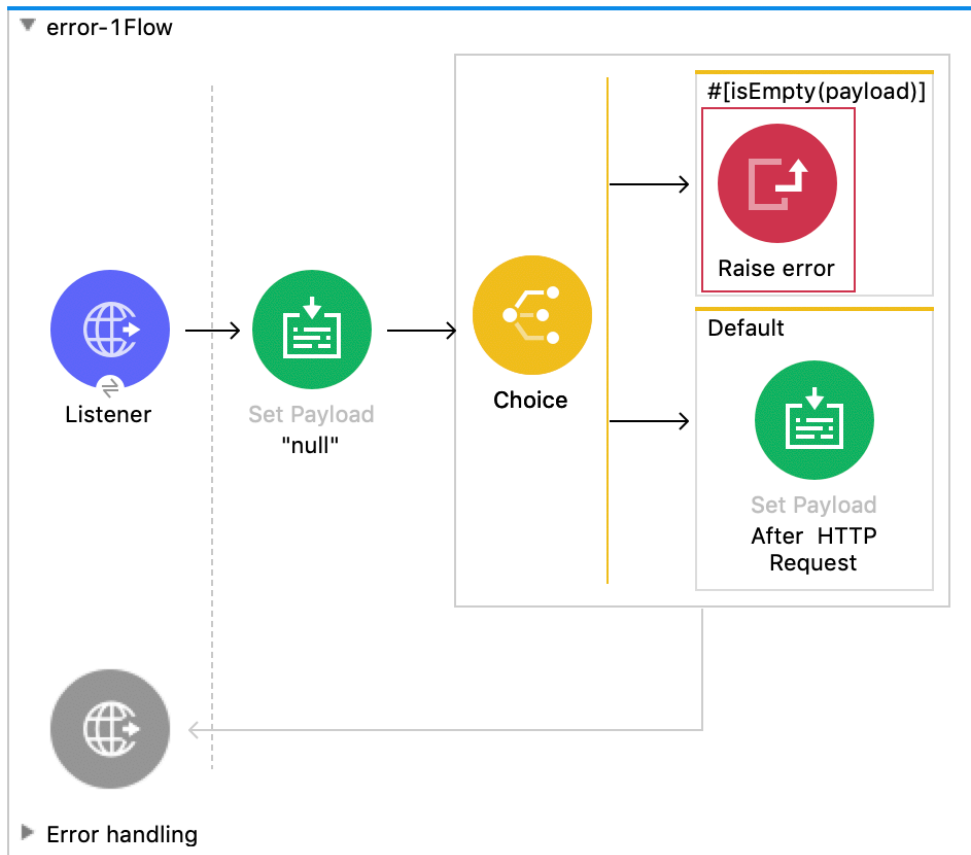 error-1Flow
#[isEmpty(payload)]
Raise error
Default
Listener
Set Payload
"null"
Choice
Set Payload
After HTTP
Request
Error handling